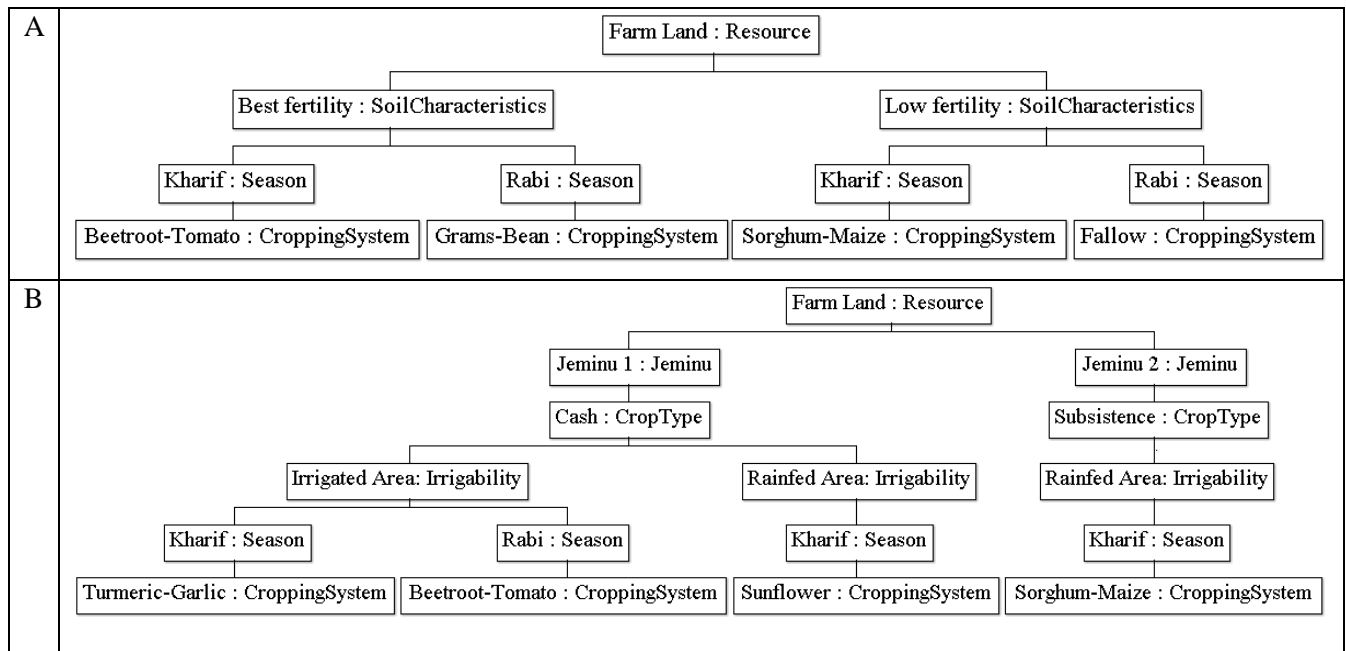 A
Farm Land : Resource
Best fertility : SoilCharacteristics
Low fertility : SoilCharacteristics
Kharif : Season
Rabi : Season
Kharif : Season
Rabi : Season
Beetroot-Tomato : CroppingSystem
Grams-Bean : CroppingSystem
Sorghum-Maize : CroppingSystem
Fallow : CroppingSystem
B
Farm Land : Resource
Jeminu 1 : Jeminu
Jeminu 2 : Jeminu
Cash : CropType
Subsistence : CropType
Irrigated Area: Irrigability
Rainfed Area: Irrigability
Rainfed Area: Irrigability
Kharif : Season
Rabi : Season
Kharif : Season
Kharif : Season
Turmeric-Garlic : CroppingSystem
Beetroot-Tomato : CroppingSystem
Sunflower : CroppingSystem
Sorghum-Maize : CroppingSystem